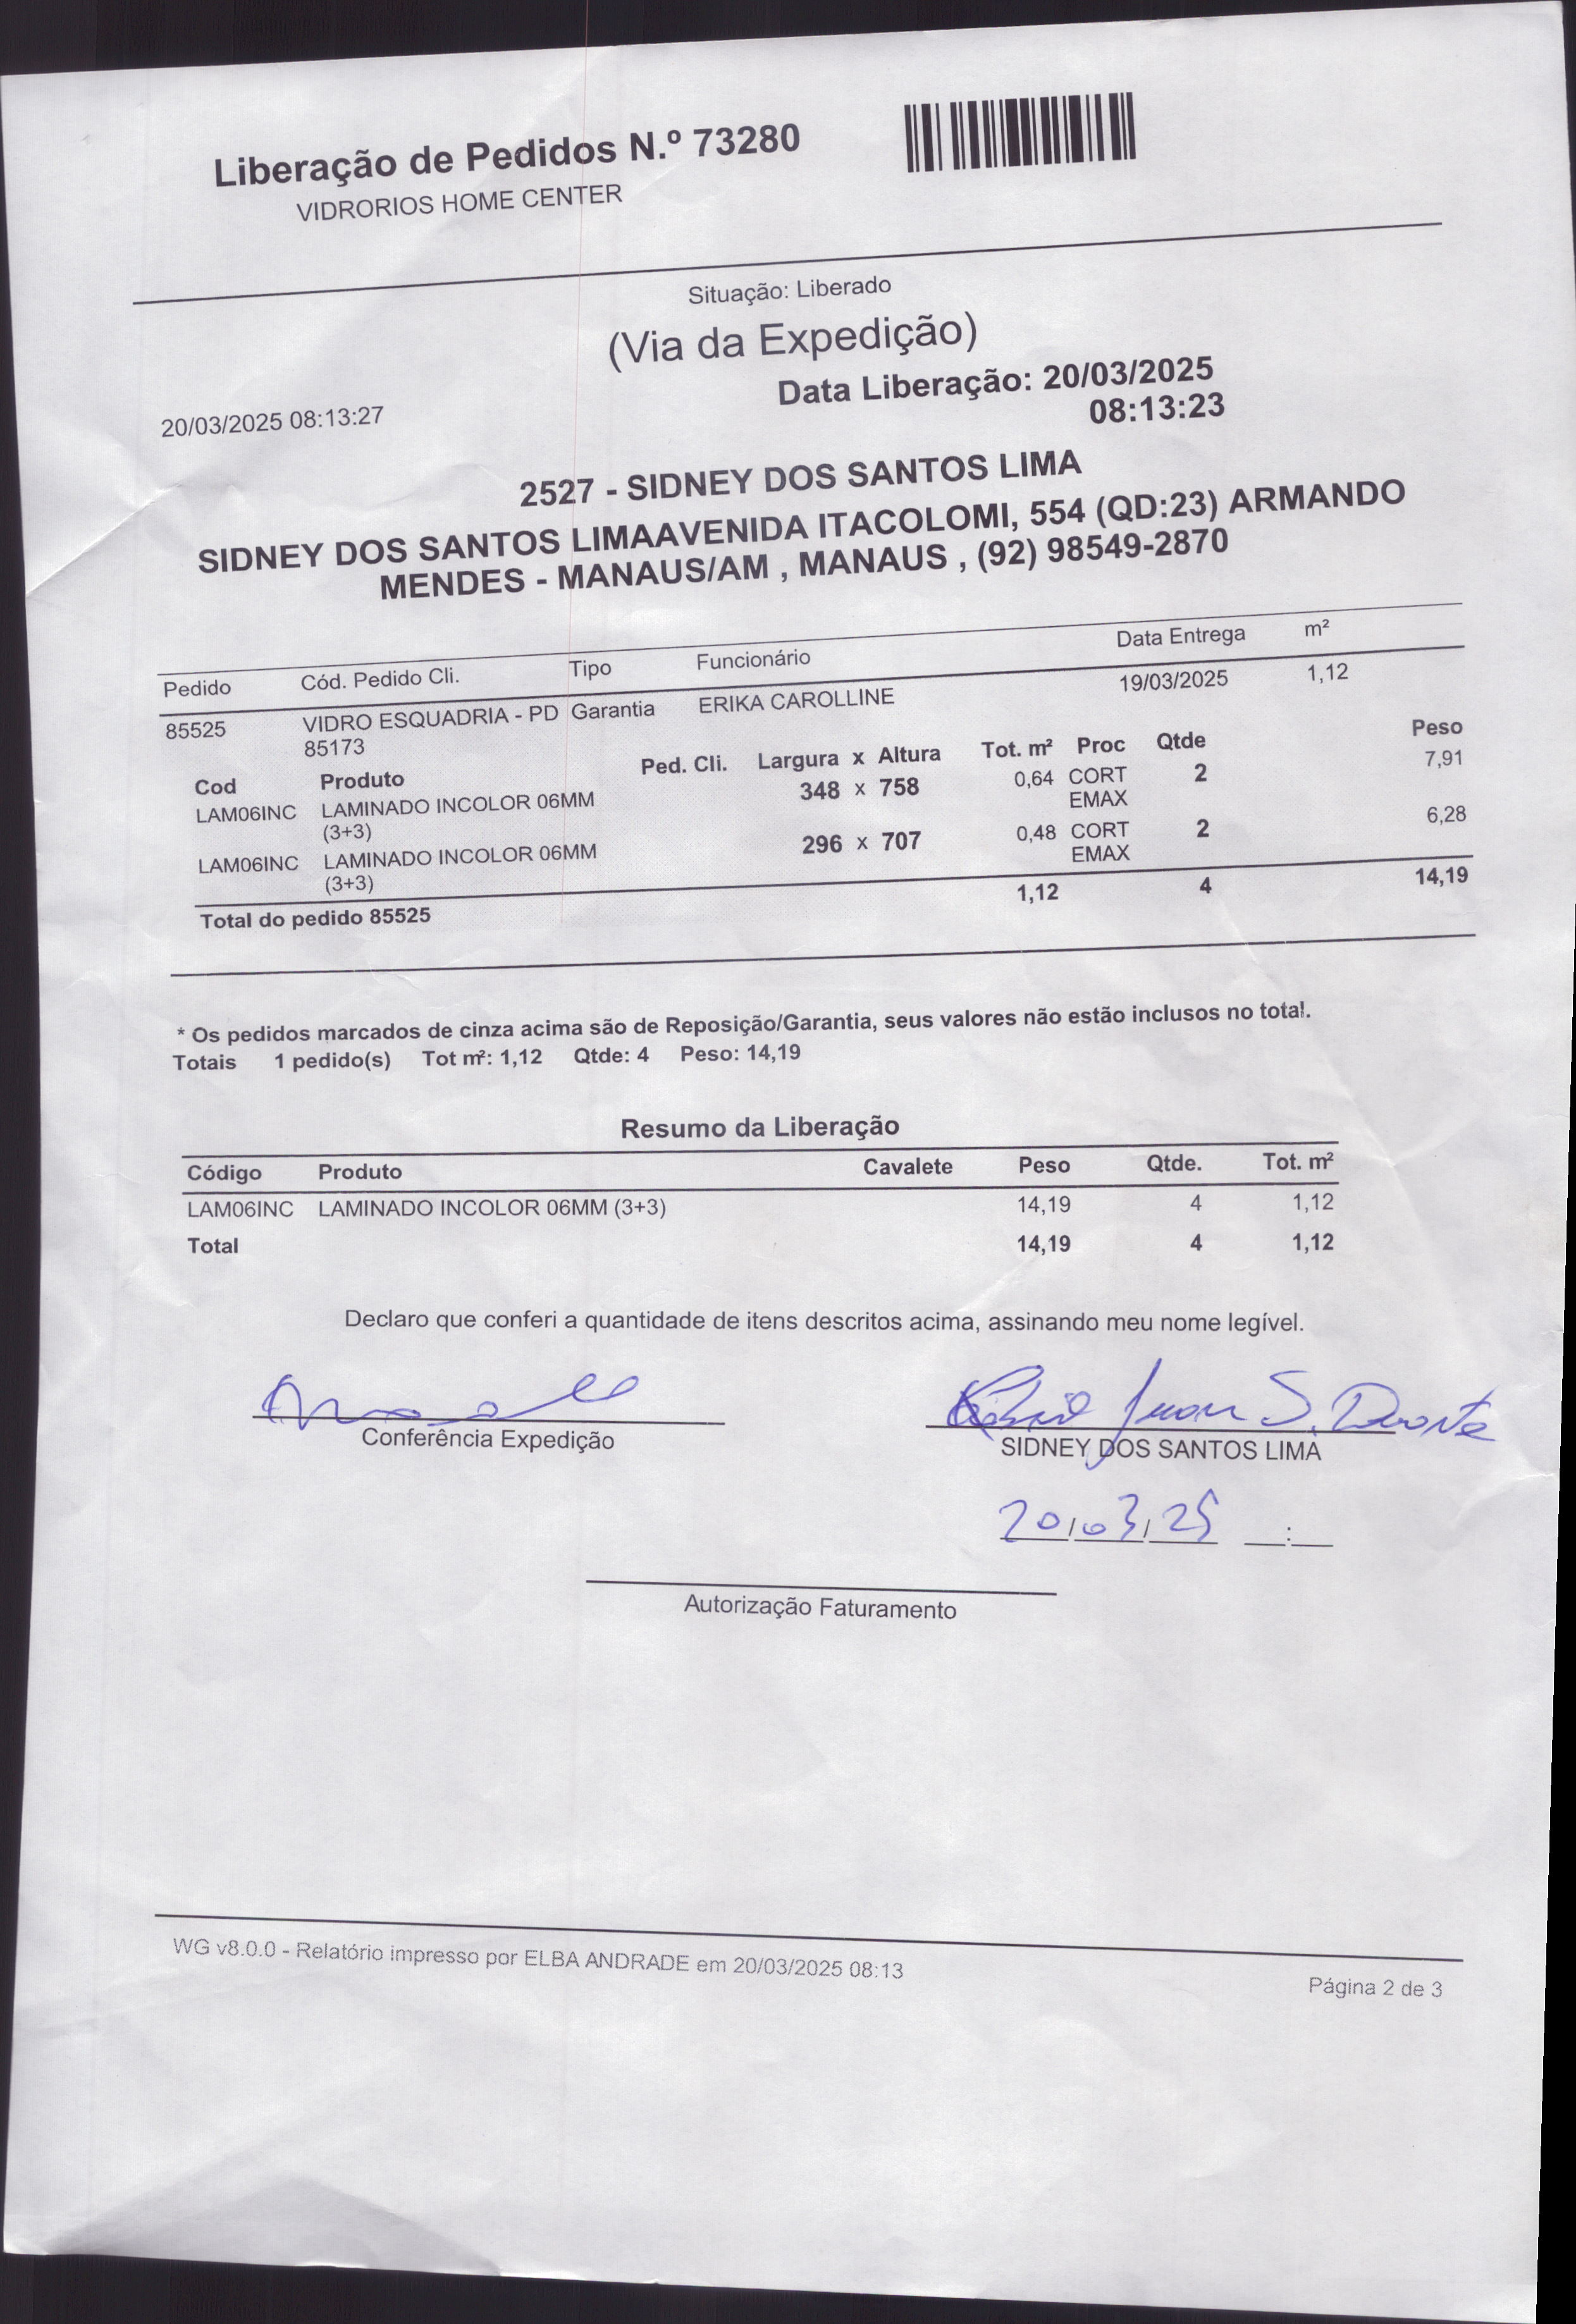 Liberação de Pedidos N.º 73280
VIDRORIOS HOME CENTER
Situação: Liberado
(Via da Expedição)
Data Liberação: 20/03/2025
08:13:23
20/03/2025 08:13:27
2527 - SIDNEY DOS SANTOS LIMA
SIDNEY DOS SANTOS LIMAAVENIDA ITACOLOMI, 554 (QD:23) ARMANDO
MENDES - MANAUS/AM , MANAUS , (92) 98549-2870
Pedido Cód. Pedido Cli. Tipo Funcionário Data Entrega m²
85525 VIDRO ESQUADRIA - PD Garantia ERIKA CAROLLINE 19/03/2025 1,12
85173
Cod Produto Ped. Cli. Largura x Altura Tot. m² Proc Qtde Peso
LAM06INC LAMINADO INCOLOR 06MM 348 x 758 0,64 CORT 2 7,91
(3+3) EMAX
LAM06INC LAMINADO INCOLOR 06MM 296 x 707 0,48 CORT 2 6,28
(3+3) EMAX
Total do pedido 85525 1,12 4 14,19
* Os pedidos marcados de cinza acima são de Reposição/Garantia, seus valores não estão inclusos no total.
Totais 1 pedido(s) Tot m²: 1,12 Qtde: 4 Peso: 14,19
Resumo da Liberação
Código Produto Cavalete Peso Qtde. Tot. m²
LAM06INC LAMINADO INCOLOR 06MM (3+3) 14,19 4 1,12
Total 14,19 4 1,12
Declaro que conferi a quantidade de itens descritos acima, assinando meu nome legível.
S. Duarte
Conferência Expedição SIDNEY DOS SANTOS LIMA
20/03/25 __:__
Autorização Faturamento
WG v8.0.0 - Relatório impresso por ELBA ANDRADE em 20/03/2025 08:13
Página 2 de 3